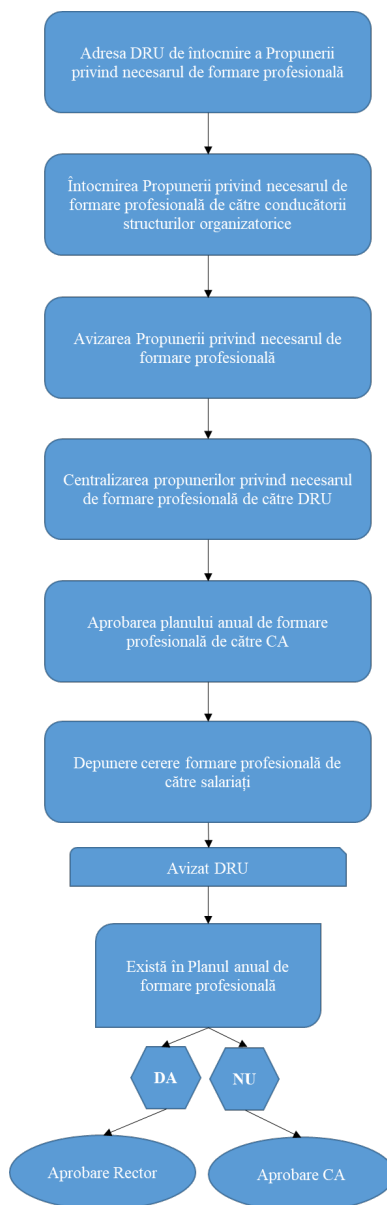 Adresa DRU de întocmire a Propunerii
privind necesarul de formare profesională
Întocmirea Propunerii privind necesarul de
formare profesională de către conducătorii
structurilor organizatorice
Avizarea Propunerii privind necesarul de
formare profesională
Centralizarea propunerilor privind necesarul
de formare profesională de către DRU
Aprobarea planului anual de formare
profesională de către CA
Depunere cerere formare profesională de
către salariați
Avizat DRU
Există în Planul anual de
formare profesională
DA
NU
Aprobare Rector
Aprobare CA